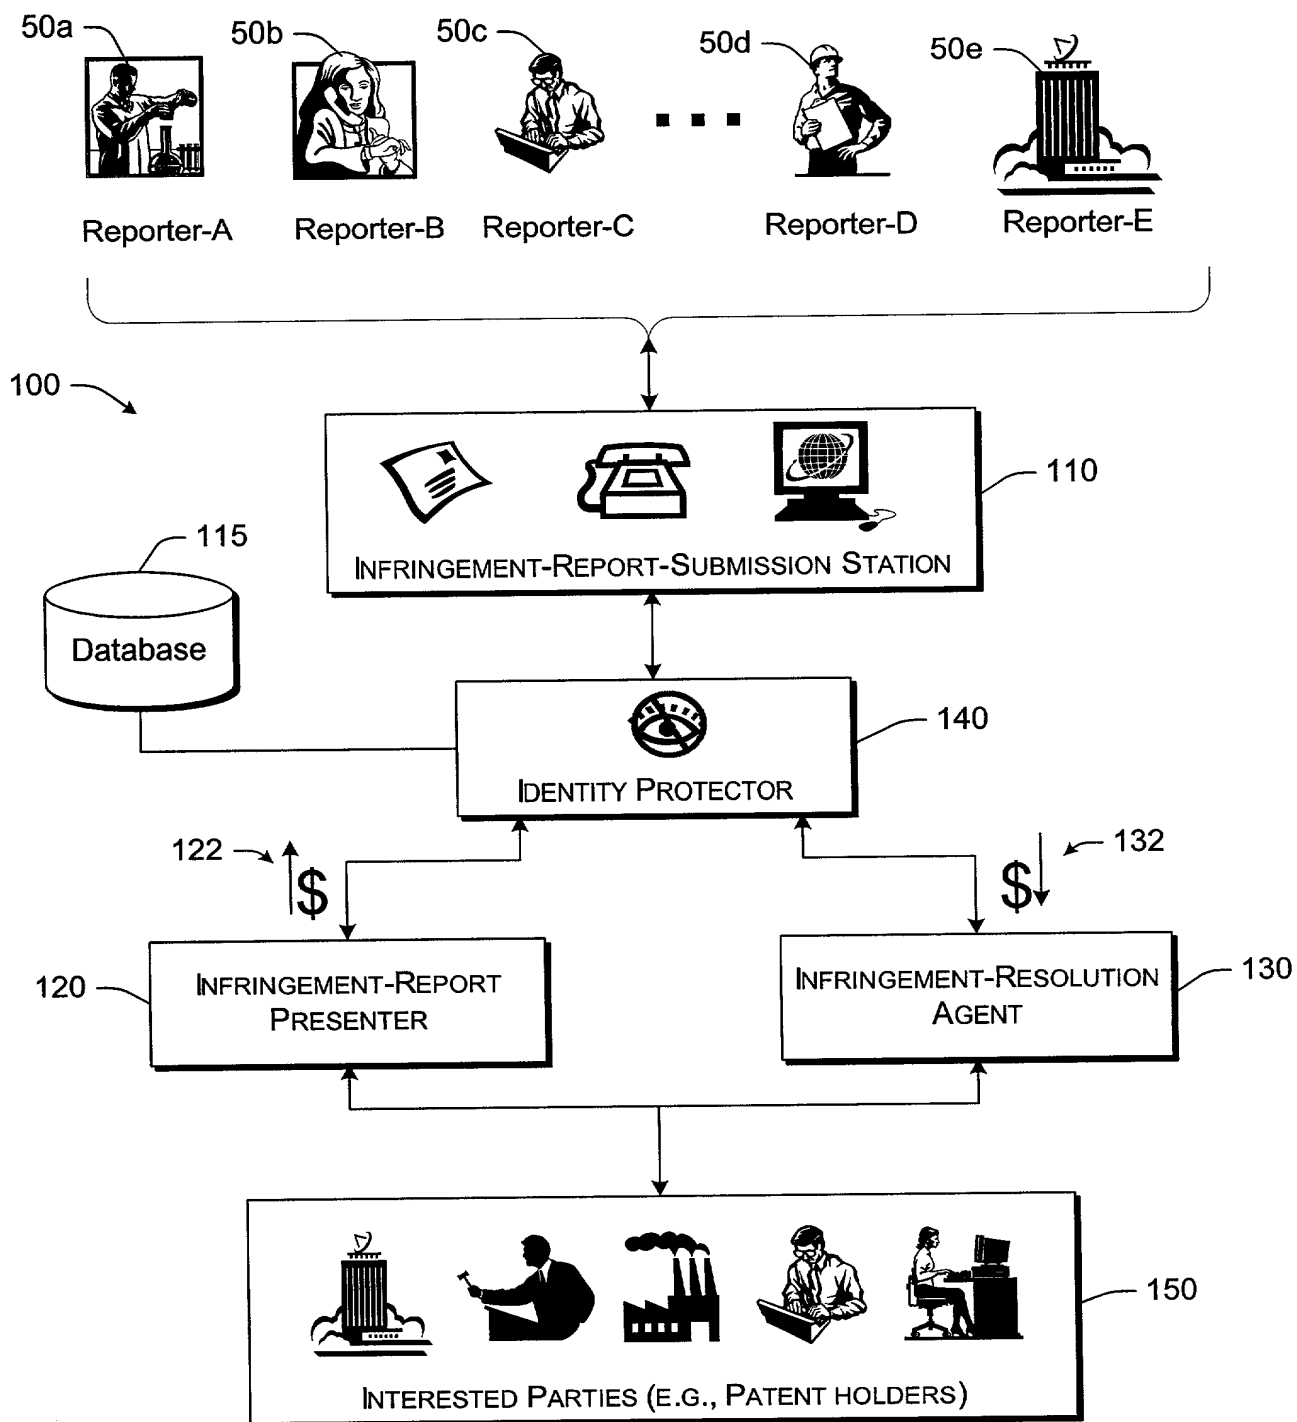 50a
50b
50c
50d
50e
Reporter-A
Reporter-B
Reporter-C
Reporter-D
Reporter-E
100
110
INFRINGEMENT-REPORT-SUBMISSION STATION
115
Database
140
IDENTITY PROTECTOR
122
$
132
$
120
INFRINGEMENT-REPORT
PRESENTER
130
INFRINGEMENT-RESOLUTION
AGENT
150
INTERESTED PARTIES (E.G., PATENT HOLDERS)